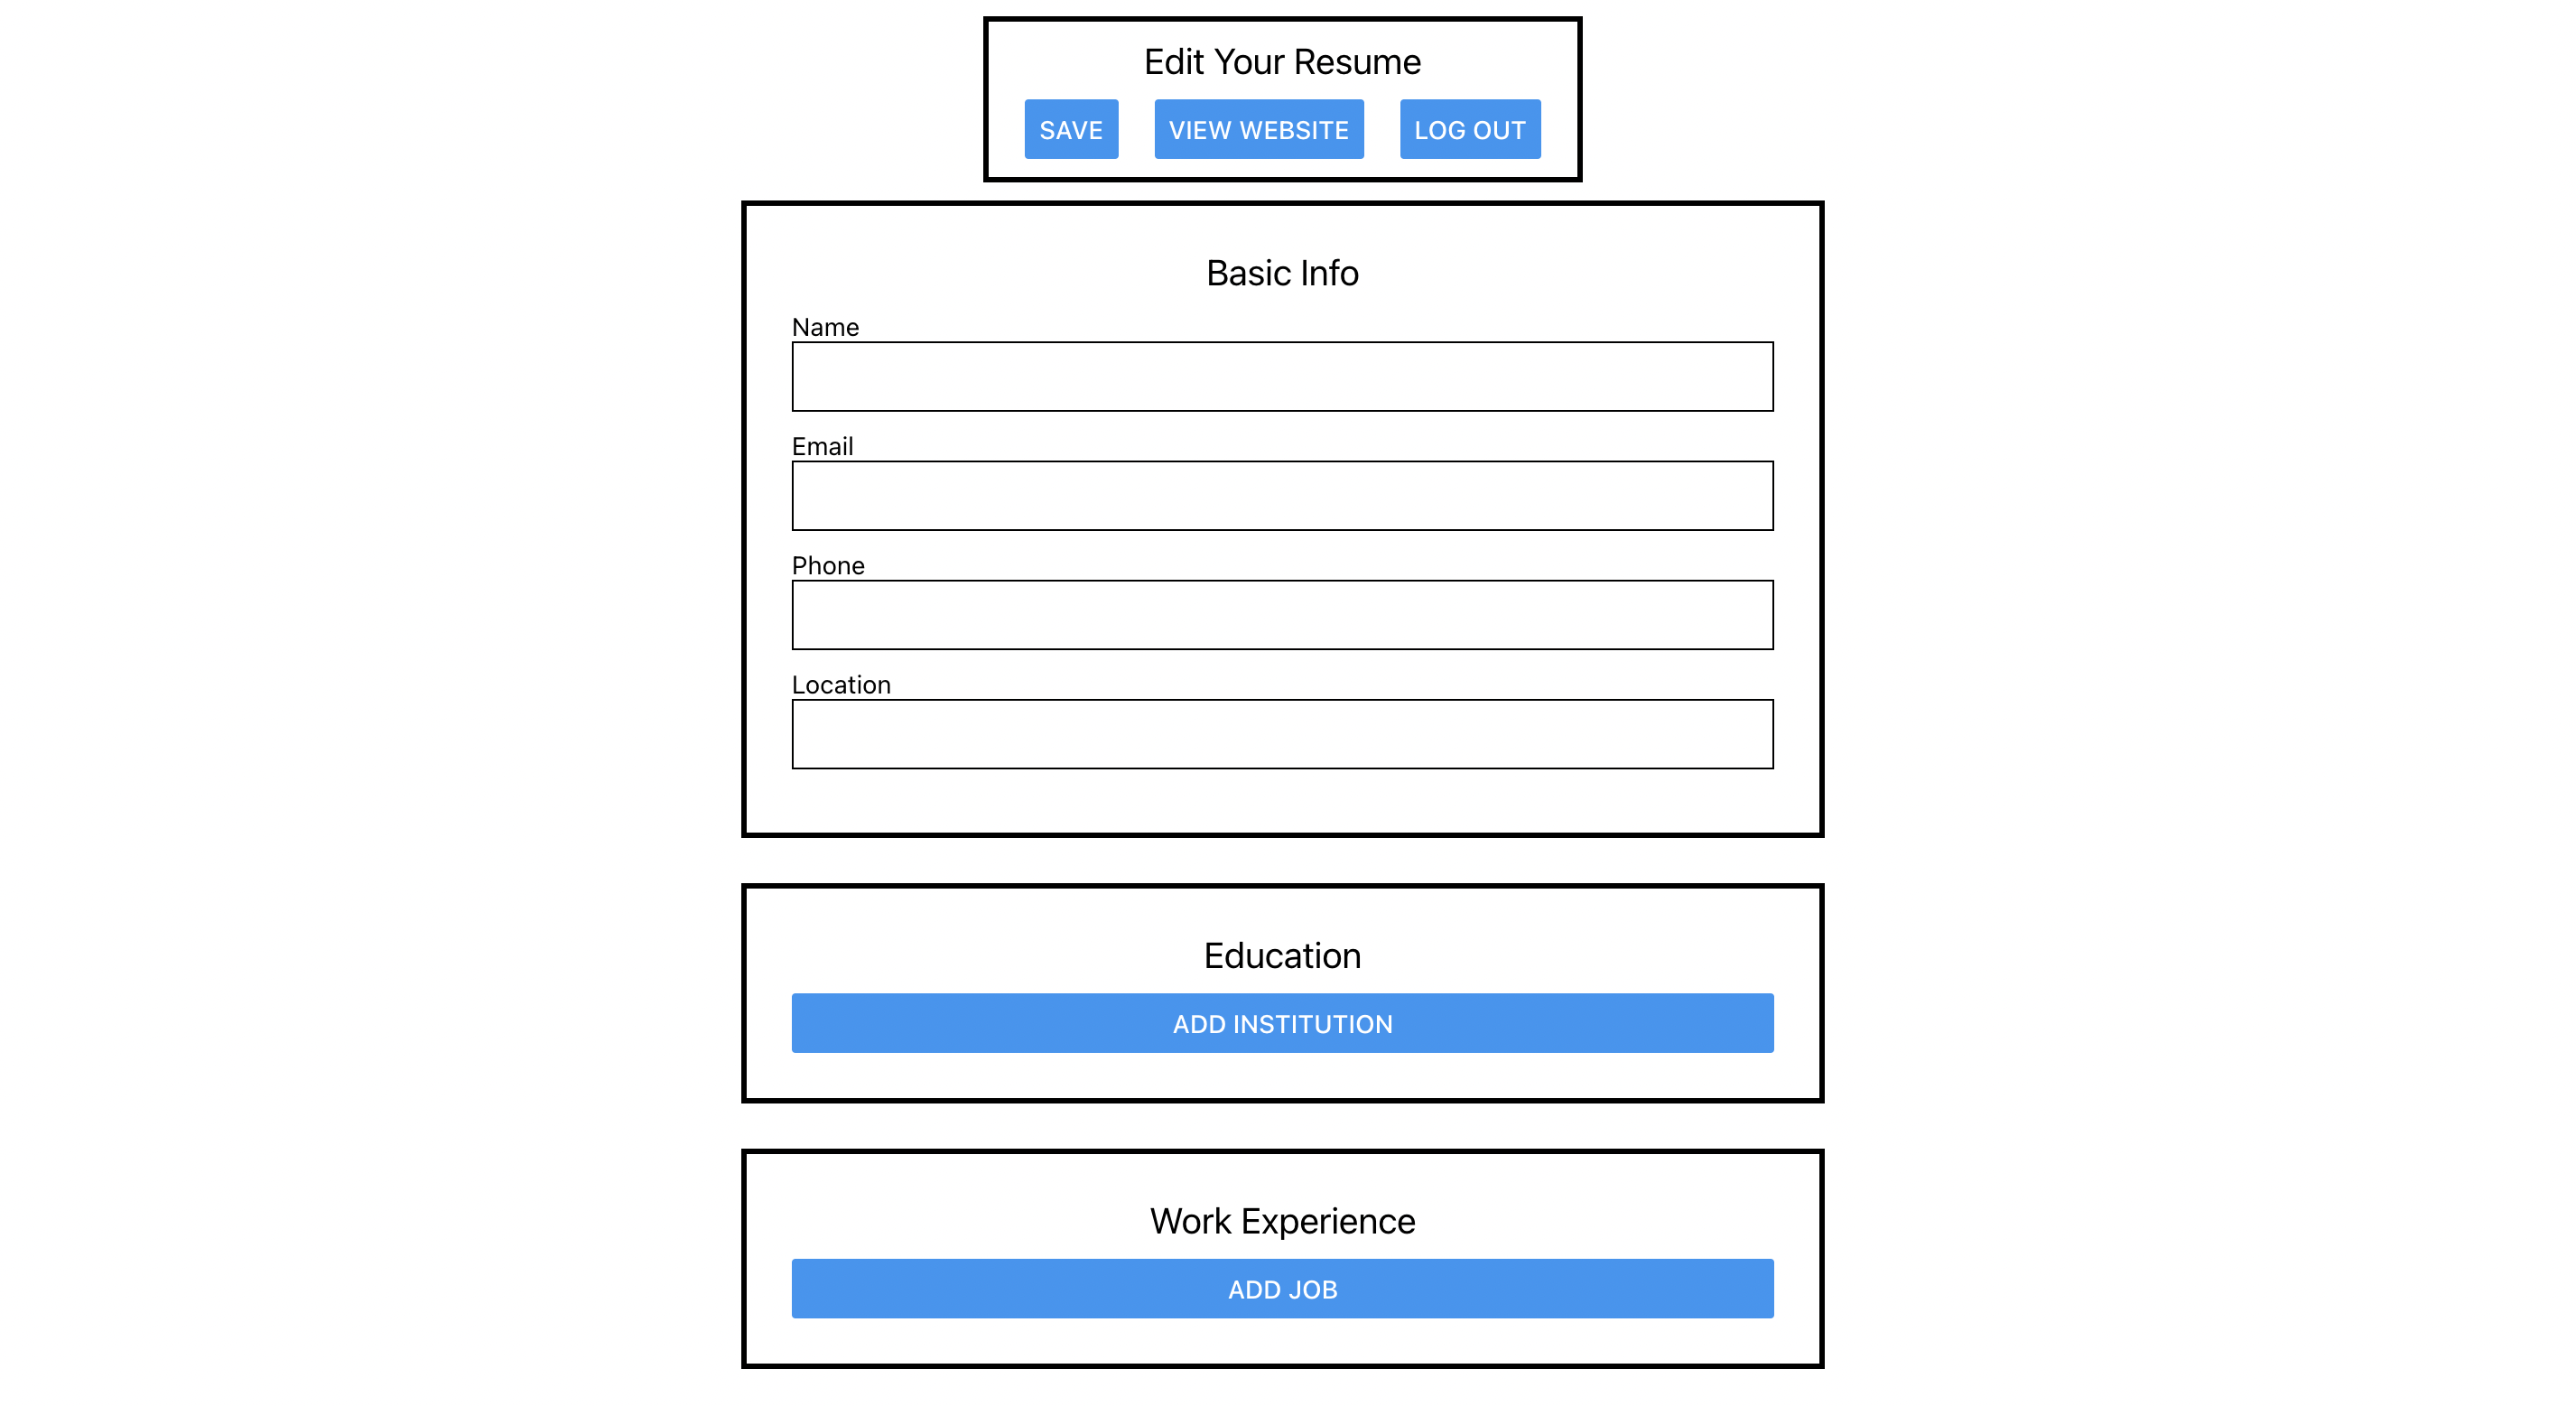 Edit Your Resume
SAVE VIEW WEBSITE LOG OUT
Basic Info
Name
Email
Phone
Location
Education
ADD INSTITUTION
Work Experience
ADD JOB